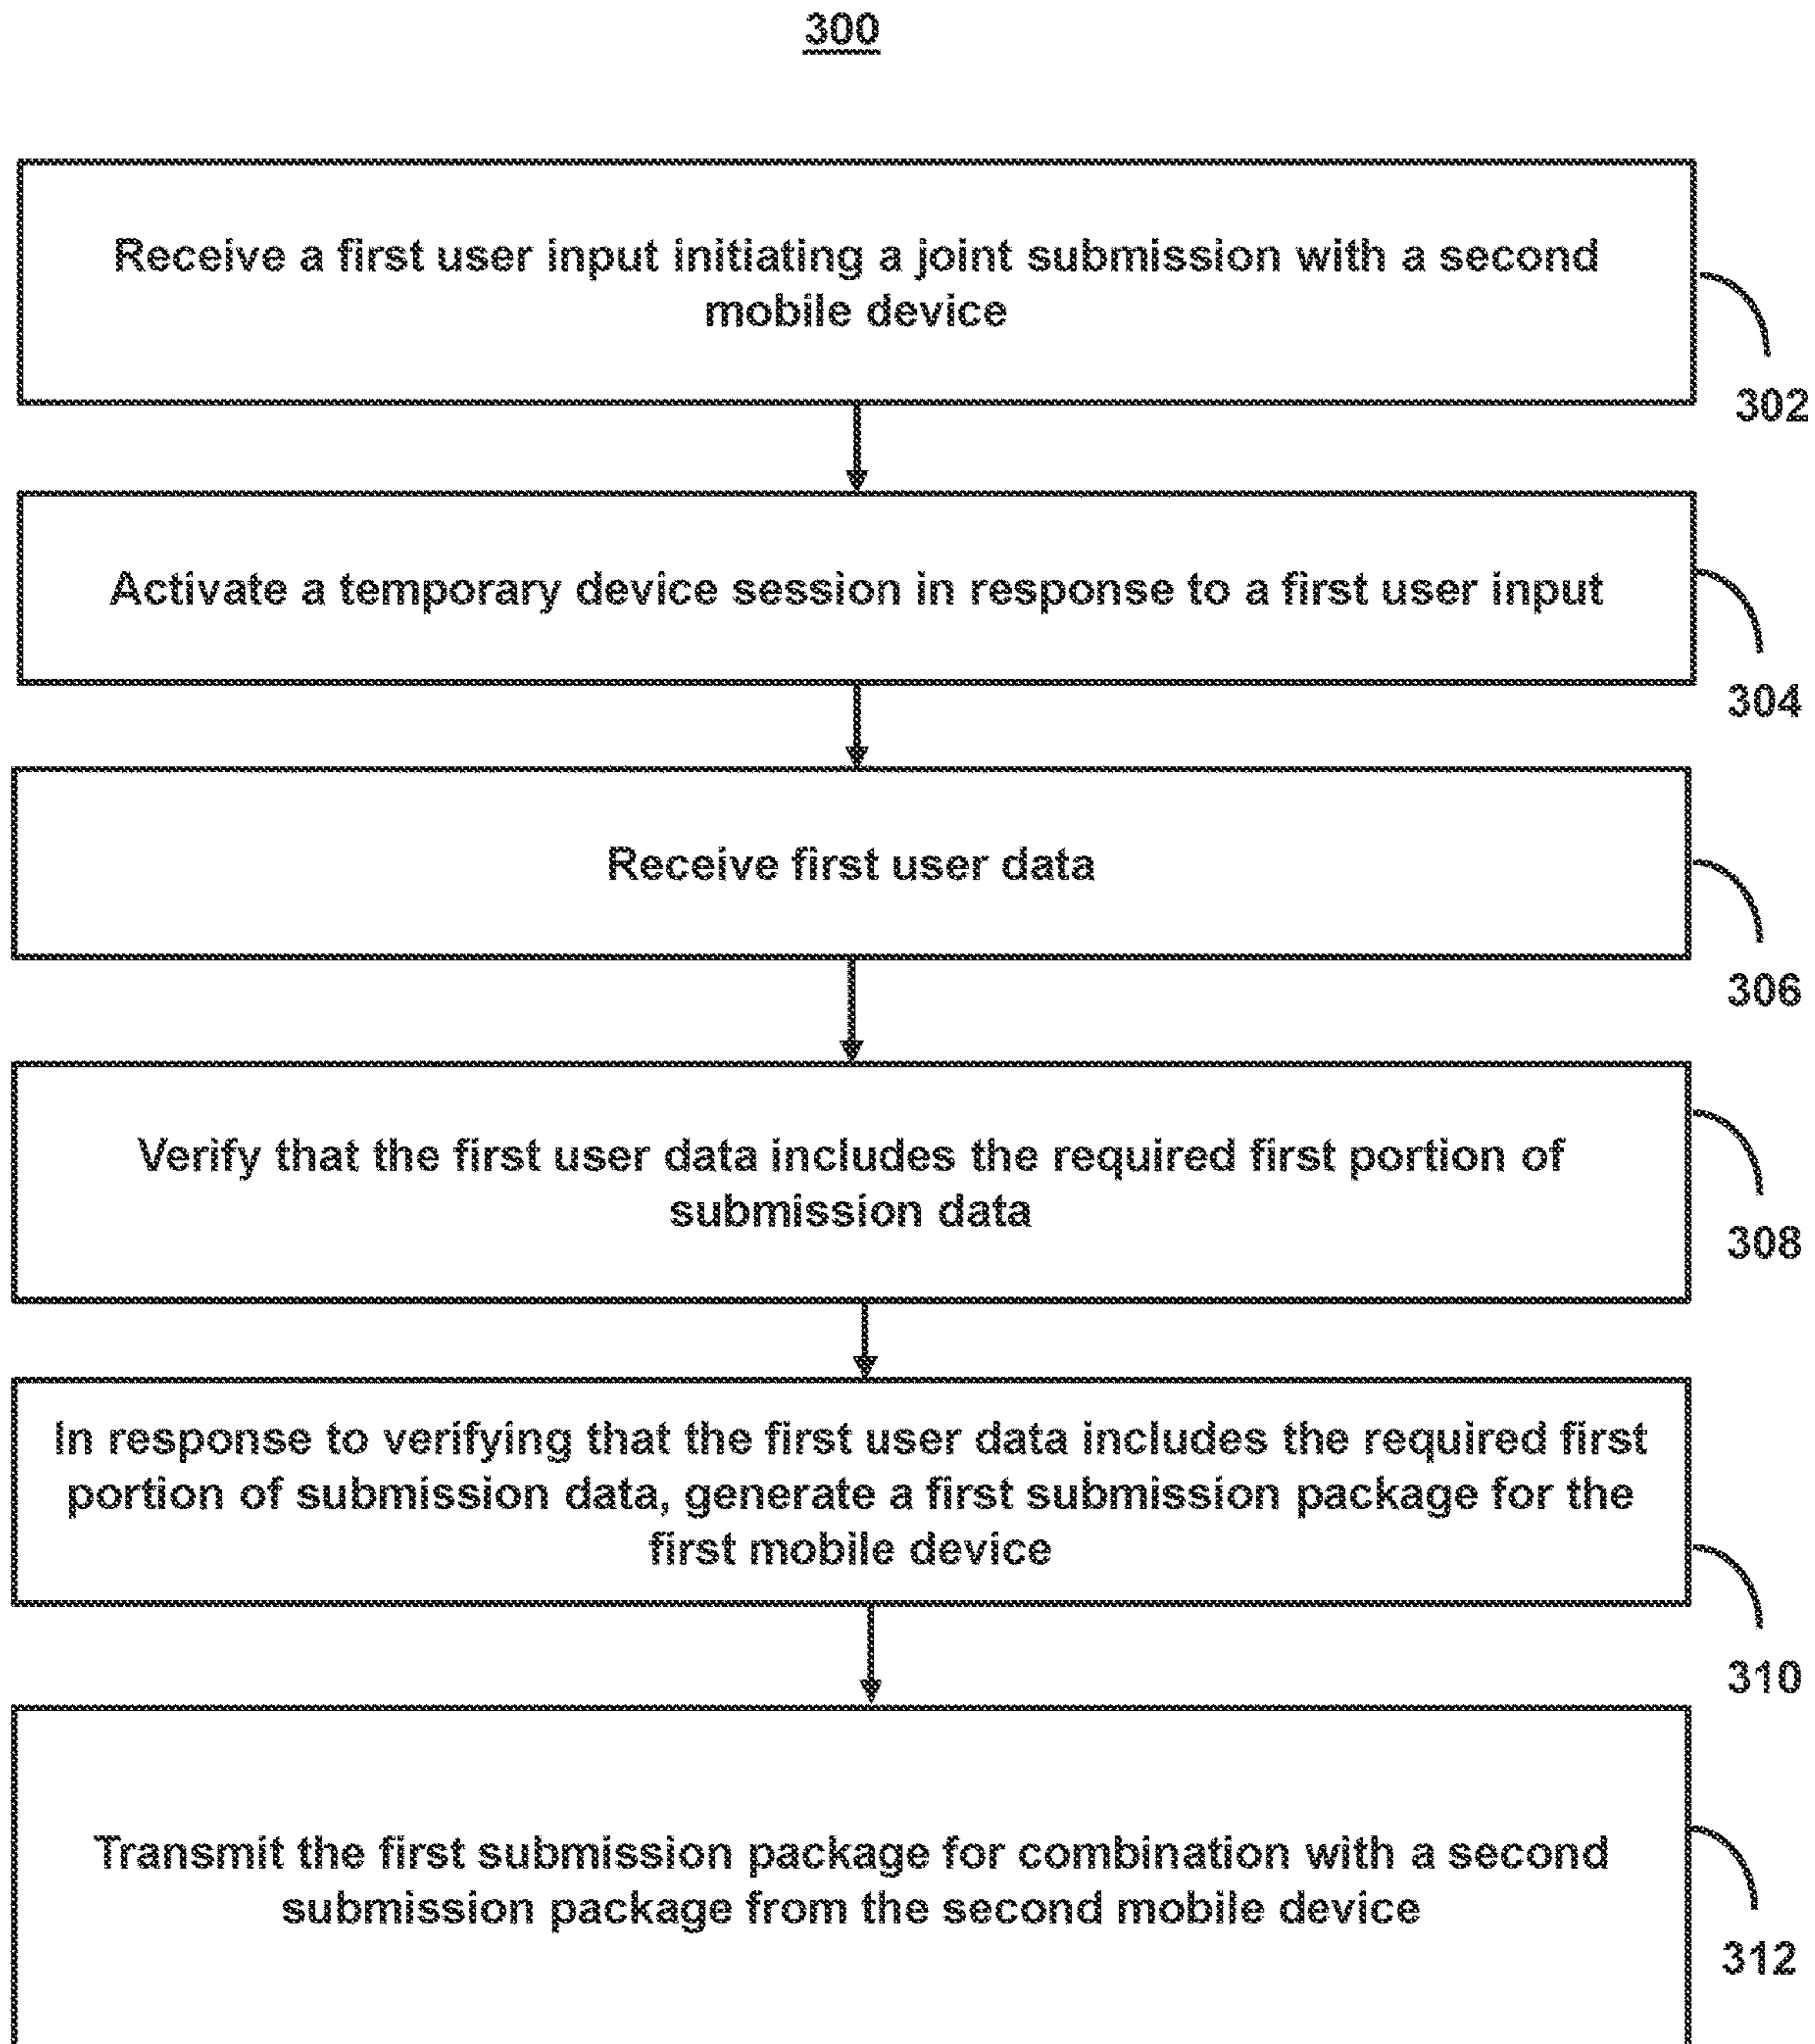 300
Receive a first user input initiating a joint submission with a second
mobile device
302
Activate a temporary device session in response to a first user input
304
Receive first user data
306
Verify that the first user data includes the required first portion of
submission data
308
In response to verifying that the first user data includes the required first
portion of submission data, generate a first submission package for the
first mobile device
310
Transmit the first submission package for combination with a second
submission package from the second mobile device
312